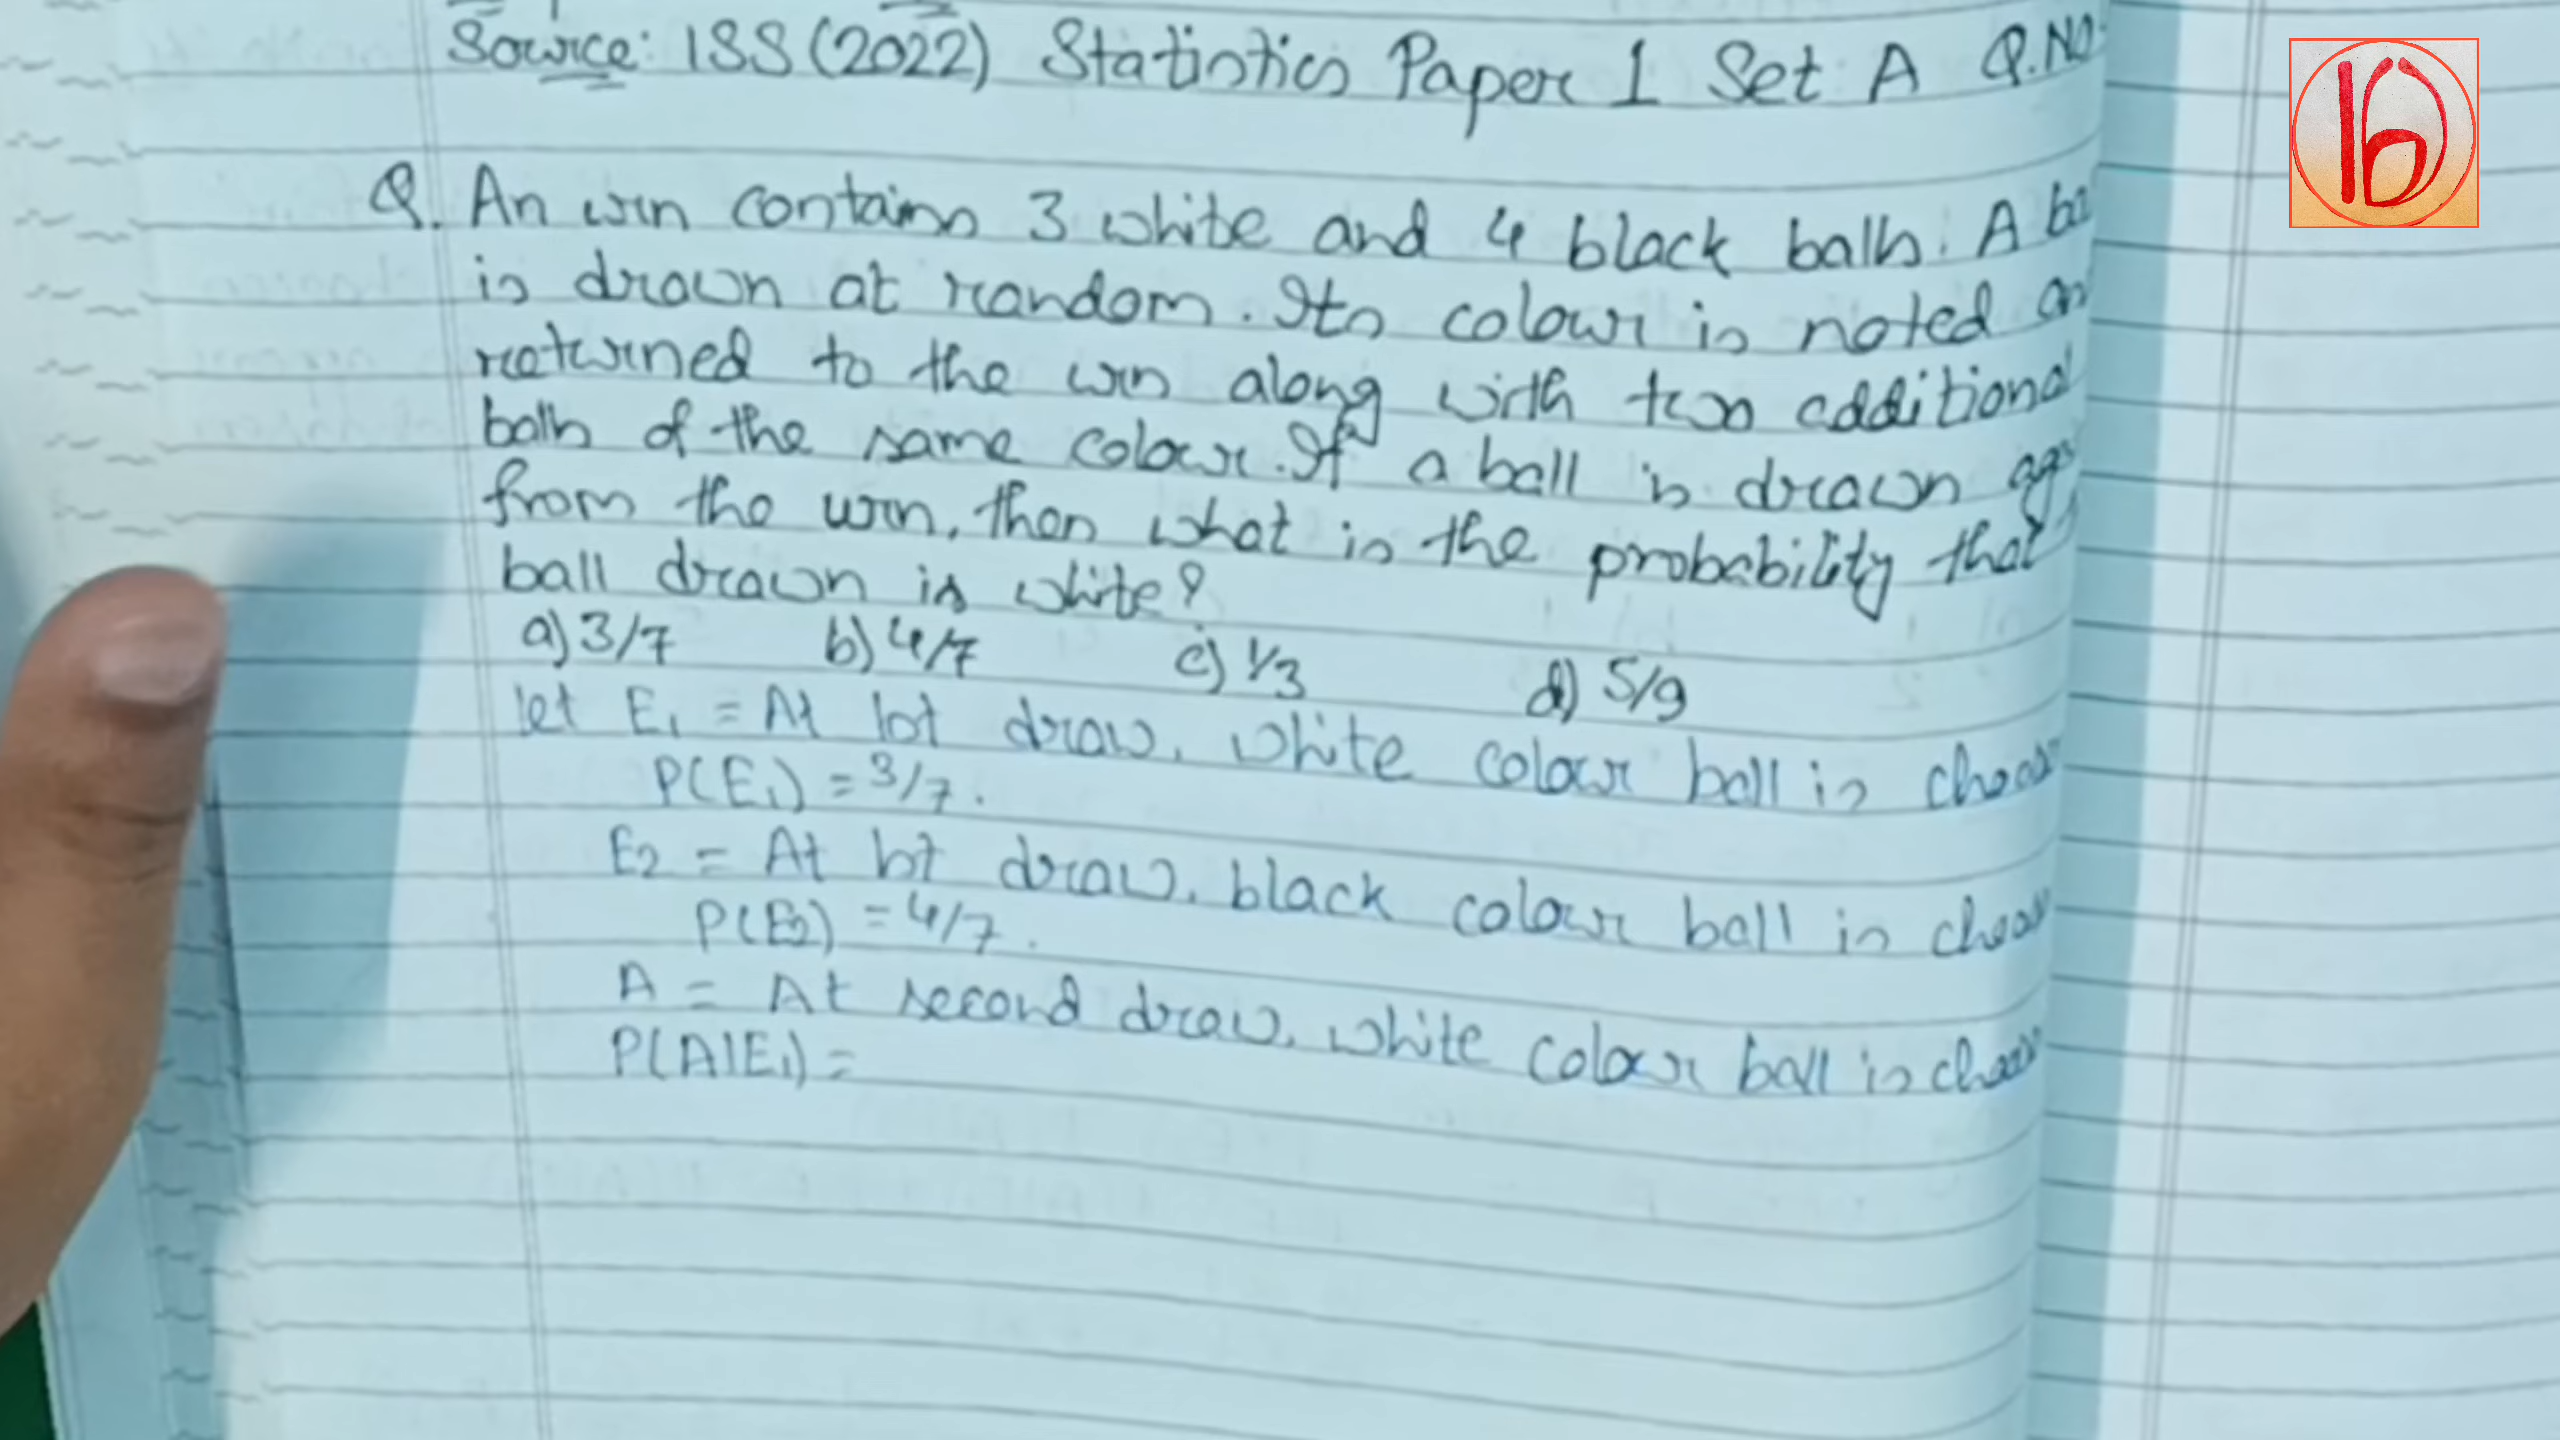 Source: ISS (2022) Statistics Paper 1 Set A Q.No.
Q. An urn contains 3 white and 4 black balls. A
is drawn at random. Its colour is noted
returned to the urn along with two additional
balls of the same colour. If a ball is drawn
from the urn, then what is the probability that
ball drawn is white?
a) 3/7 b) 4/7 c) 1/3 d) 5/9
let E1 = At 1st draw, white colour ball is
P(E1) = 3/7.
E2 = At 1st draw, black colour ball is
P(E2) = 4/7.
A = At second draw, white colour ball is
P(A|E1) =